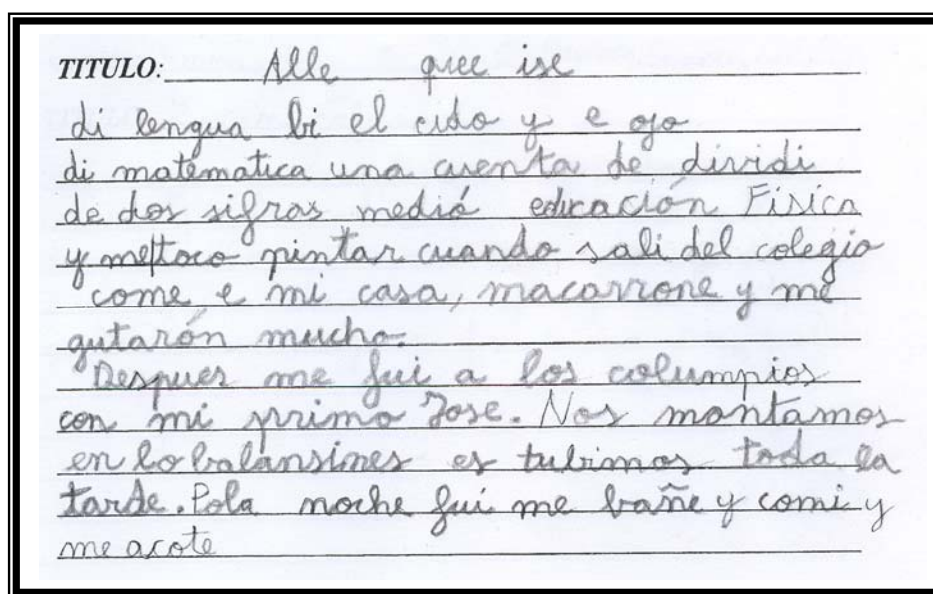 TITULO: Alle quee ise
di lengua bi el cido y e ojo
di matematica una cuenta de dividi
de dos sifras medió educación Fisica
y me toco pintar cuando sali del colegio
come e mi casa, macarrone y me
gutarón mucho.
Despues me fui a los columpios
con mi primo Jose. Nos montamos
en lo balansines es tubimos toda la
tarde. Pola noche fui me bañe y comi y
me acote